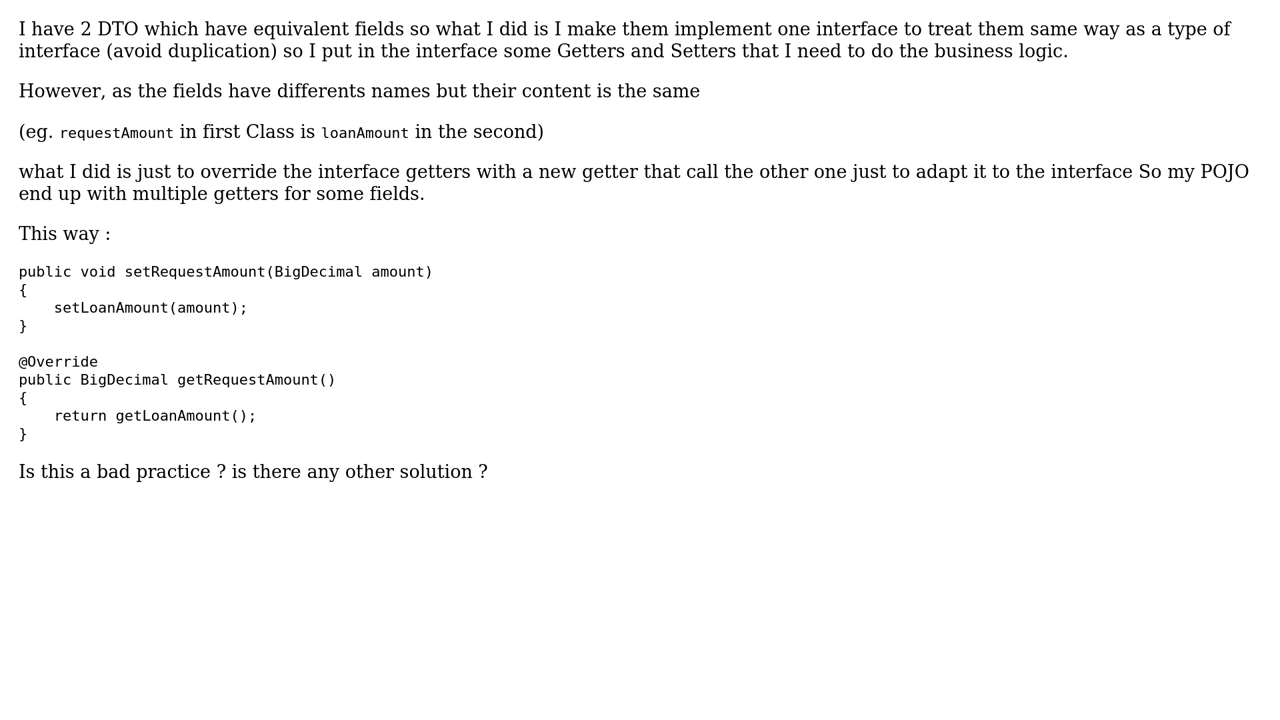 I have 2 DTO which have equivalent fields so what I did is I make them implement one interface to treat them same way as a type of
interface (avoid duplication) so I put in the interface some Getters and Setters that I need to do the business logic.
However, as the fields have differents names but their content is the same
(eg. requestAmount in first Class is loanAmount in the second)
what I did is just to override the interface getters with a new getter that call the other one just to adapt it to the interface So my POJO
end up with multiple getters for some fields.
This way :
public void setRequestAmount(BigDecimal amount)
{
    setLoanAmount(amount);
}
@Override
public BigDecimal getRequestAmount()
{
    return getLoanAmount();
}
Is this a bad practice ? is there any other solution ?